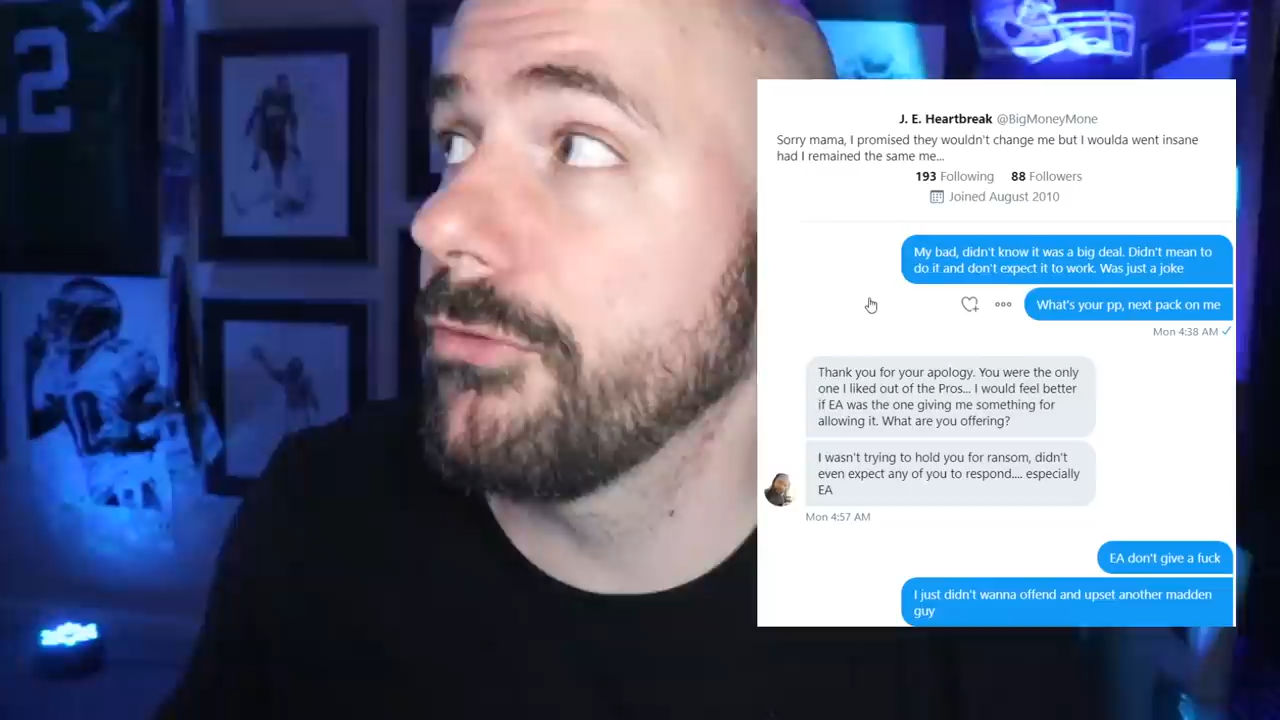 2
J. E. Heartbreak @BigMoneyMone
Sorry mama, I promised they wouldn't change me but I woulda went insane
had I remained the same me...
193 Following 88 Followers
Joined August 2010
My bad, didn't know it was a big deal. Didn't mean to
do it and don't expect it to work. Was just a joke
What's your pp, next pack on me
Mon 4:38 AM
Thank you for your apology. You were the only
one I liked out of the Pros... I would feel better
if EA was the one giving me something for
allowing it. What are you offering?
I wasn't trying to hold you for ransom, didn't
even expect any of you to respond.... especially
EA
Mon 4:57 AM
EA don't give a fuck
I just didn't wanna offend and upset another madden
guy